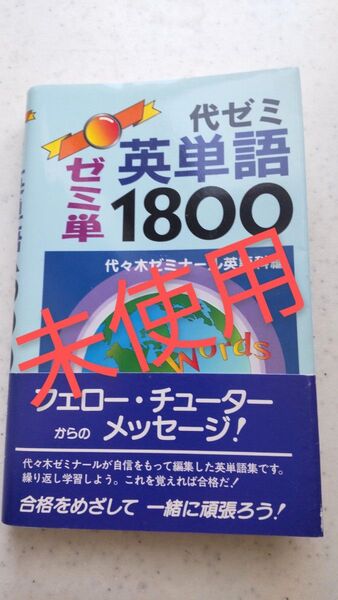 代ゼミ
英単語
ゼミ単
1800
代々木ゼミナール英語科編
Words
未使用
フェロー・チューター
からの メッセージ!
代々木ゼミナールが自信をもって編集した英単語集です。
繰り返し学習しよう。これを覚えれば合格だ!
合格をめざして 一緒に頑張ろう!